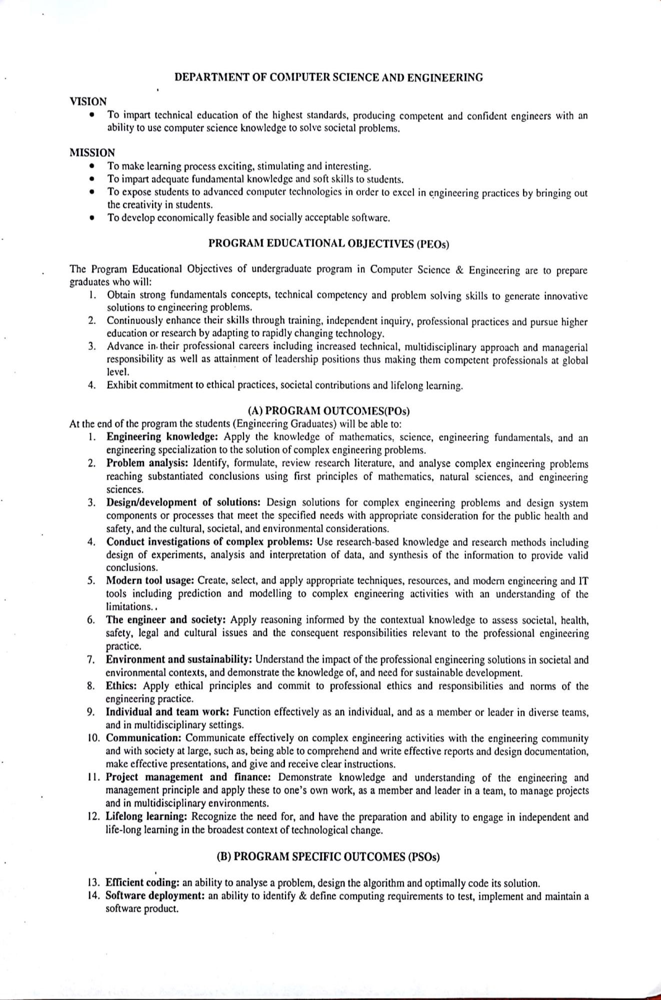 DEPARTMENT OF COMPUTER SCIENCE AND ENGINEERING
VISION
• To impart technical education of the highest standards, producing competent and confident engineers with an
ability to use computer science knowledge to solve societal problems.
MISSION
• To make learning process exciting, stimulating and interesting.
• To impart adequate fundamental knowledge and soft skills to students.
• To expose students to advanced computer technologies in order to excel in engineering practices by bringing out
the creativity in students.
• To develop economically feasible and socially acceptable software.
PROGRAM EDUCATIONAL OBJECTIVES (PEOs)
The Program Educational Objectives of undergraduate program in Computer Science & Engineering are to prepare
graduates who will:
1. Obtain strong fundamentals concepts, technical competency and problem solving skills to generate innovative
solutions to engineering problems.
2. Continuously enhance their skills through training, independent inquiry, professional practices and pursue higher
education or research by adapting to rapidly changing technology.
3. Advance in their professional careers including increased technical, multidisciplinary approach and managerial
responsibility as well as attainment of leadership positions thus making them competent professionals at global
level.
4. Exhibit commitment to ethical practices, societal contributions and lifelong learning.
(A) PROGRAM OUTCOMES(POs)
At the end of the program the students (Engineering Graduates) will be able to:
1. Engineering knowledge: Apply the knowledge of mathematics, science, engineering fundamentals, and an
engineering specialization to the solution of complex engineering problems.
2. Problem analysis: Identify, formulate, review research literature, and analyse complex engineering problems
reaching substantiated conclusions using first principles of mathematics, natural sciences, and engineering
sciences.
3. Design/development of solutions: Design solutions for complex engineering problems and design system
components or processes that meet the specified needs with appropriate consideration for the public health and
safety, and the cultural, societal, and environmental considerations.
4. Conduct investigations of complex problems: Use research-based knowledge and research methods including
design of experiments, analysis and interpretation of data, and synthesis of the information to provide valid
conclusions.
5. Modern tool usage: Create, select, and apply appropriate techniques, resources, and modern engineering and IT
tools including prediction and modelling to complex engineering activities with an understanding of the
limitations..
6. The engineer and society: Apply reasoning informed by the contextual knowledge to assess societal, health,
safety, legal and cultural issues and the consequent responsibilities relevant to the professional engineering
practice.
7. Environment and sustainability: Understand the impact of the professional engineering solutions in societal and
environmental contexts, and demonstrate the knowledge of, and need for sustainable development.
8. Ethics: Apply ethical principles and commit to professional ethics and responsibilities and norms of the
engineering practice.
9. Individual and team work: Function effectively as an individual, and as a member or leader in diverse teams,
and in multidisciplinary settings.
10. Communication: Communicate effectively on complex engineering activities with the engineering community
and with society at large, such as, being able to comprehend and write effective reports and design documentation,
make effective presentations, and give and receive clear instructions.
11. Project management and finance: Demonstrate knowledge and understanding of the engineering and
management principle and apply these to one's own work, as a member and leader in a team, to manage projects
and in multidisciplinary environments.
12. Lifelong learning: Recognize the need for, and have the preparation and ability to engage in independent and
life-long learning in the broadest context of technological change.
(B) PROGRAM SPECIFIC OUTCOMES (PSOs)
13. Efficient coding: an ability to analyse a problem, design the algorithm and optimally code its solution.
14. Software deployment: an ability to identify & define computing requirements to test, implement and maintain a
software product.